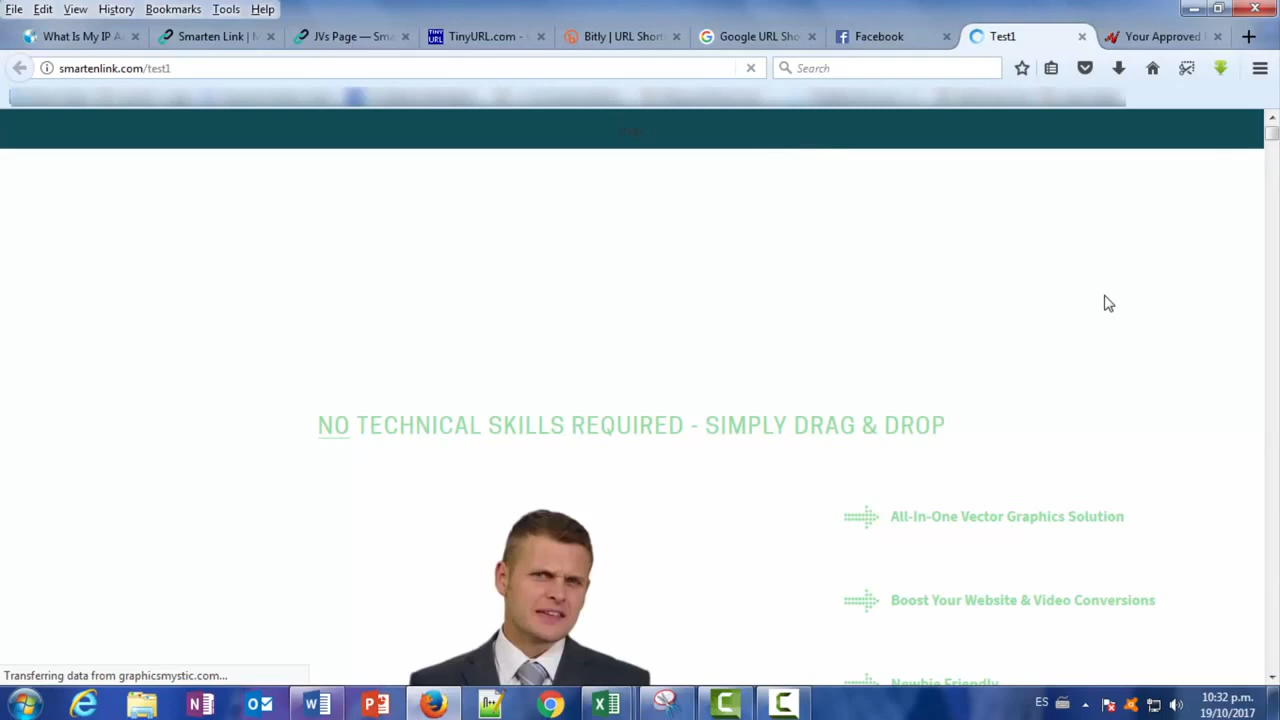 File Edit View History Bookmarks Tools Help
What Is My IP A Smarten Link | M JVs Page — Sma TinyURL.com - Bitly | URL Short Google URL Sho Facebook Test1 Your Approved
smartenlink.com/test1 Search
NO TECHNICAL SKILLS REQUIRED - SIMPLY DRAG & DROP
All-In-One Vector Graphics Solution
Boost Your Website & Video Conversions
Newbie Friendly
Transferring data from graphicsmystic.com...
ES 10:32 p.m.
19/10/2017